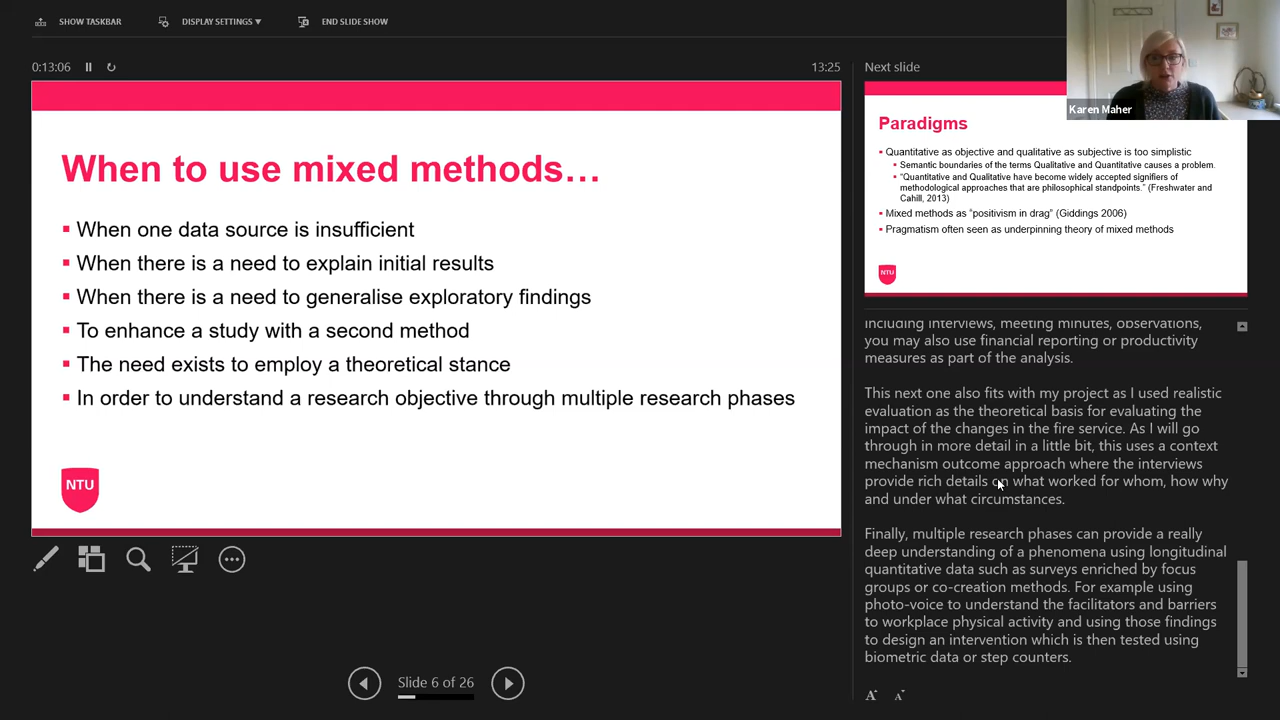 SHOW TASKBAR
DISPLAY SETTINGS ▼
END SLIDE SHOW
0:13:06
13:25
When to use mixed methods…
▪ When one data source is insufficient
▪ When there is a need to explain initial results
▪ When there is a need to generalise exploratory findings
▪ To enhance a study with a second method
▪ The need exists to employ a theoretical stance
▪ In order to understand a research objective through multiple research phases
NTU
Slide 6 of 26
Next slide
Karen Maher
Paradigms
▪ Quantitative as objective and qualitative as subjective is too simplistic
▪ Semantic boundaries of the terms Qualitative and Quantitative causes a problem.
▪ “Quantitative and Qualitative have become widely accepted signifiers of
methodological approaches that are philosophical standpoints.” (Freshwater and
Cahill, 2013)
▪ Mixed methods as “positivism in drag” (Giddings 2006)
▪ Pragmatism often seen as underpinning theory of mixed methods
NTU
including interviews, meeting minutes, observations,
you may also use financial reporting or productivity
measures as part of the analysis.
This next one also fits with my project as I used realistic
evaluation as the theoretical basis for evaluating the
impact of the changes in the fire service. As I will go
through in more detail in a little bit, this uses a context
mechanism outcome approach where the interviews
provide rich details on what worked for whom, how why
and under what circumstances.
Finally, multiple research phases can provide a really
deep understanding of a phenomena using longitudinal
quantitative data such as surveys enriched by focus
groups or co-creation methods. For example using
photo-voice to understand the facilitators and barriers
to workplace physical activity and using those findings
to design an intervention which is then tested using
biometric data or step counters.
A A